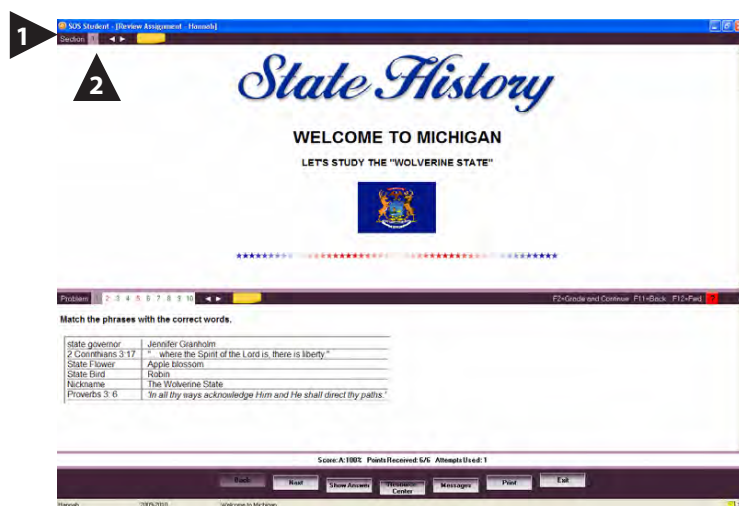 1
SOS Student - [Review Assignment - Hannah]
Section 1
2
State History
WELCOME TO MICHIGAN
LET'S STUDY THE "WOLVERINE STATE"
Problem 1 2 3 4 5 6 7 8 9 10
F2=Grade and Continue F11=Back F12=Fwd ?
Match the phrases with the correct words.
state governor Jennifer Granholm
2 Corinthians 3:17 " where the Spirit of the Lord is, there is liberty."
State Flower Apple blossom
State Bird Robin
Nickname The Wolverine State
Proverbs 3: 6 "In all thy ways acknowledge Him and He shall direct thy paths."
Score: A:100% Points Received: 6/6 Attempts Used: 1
Back Next Show Answer Resource Center Messages Print Exit
Hannah 2009-2010 Welcome to Michigan